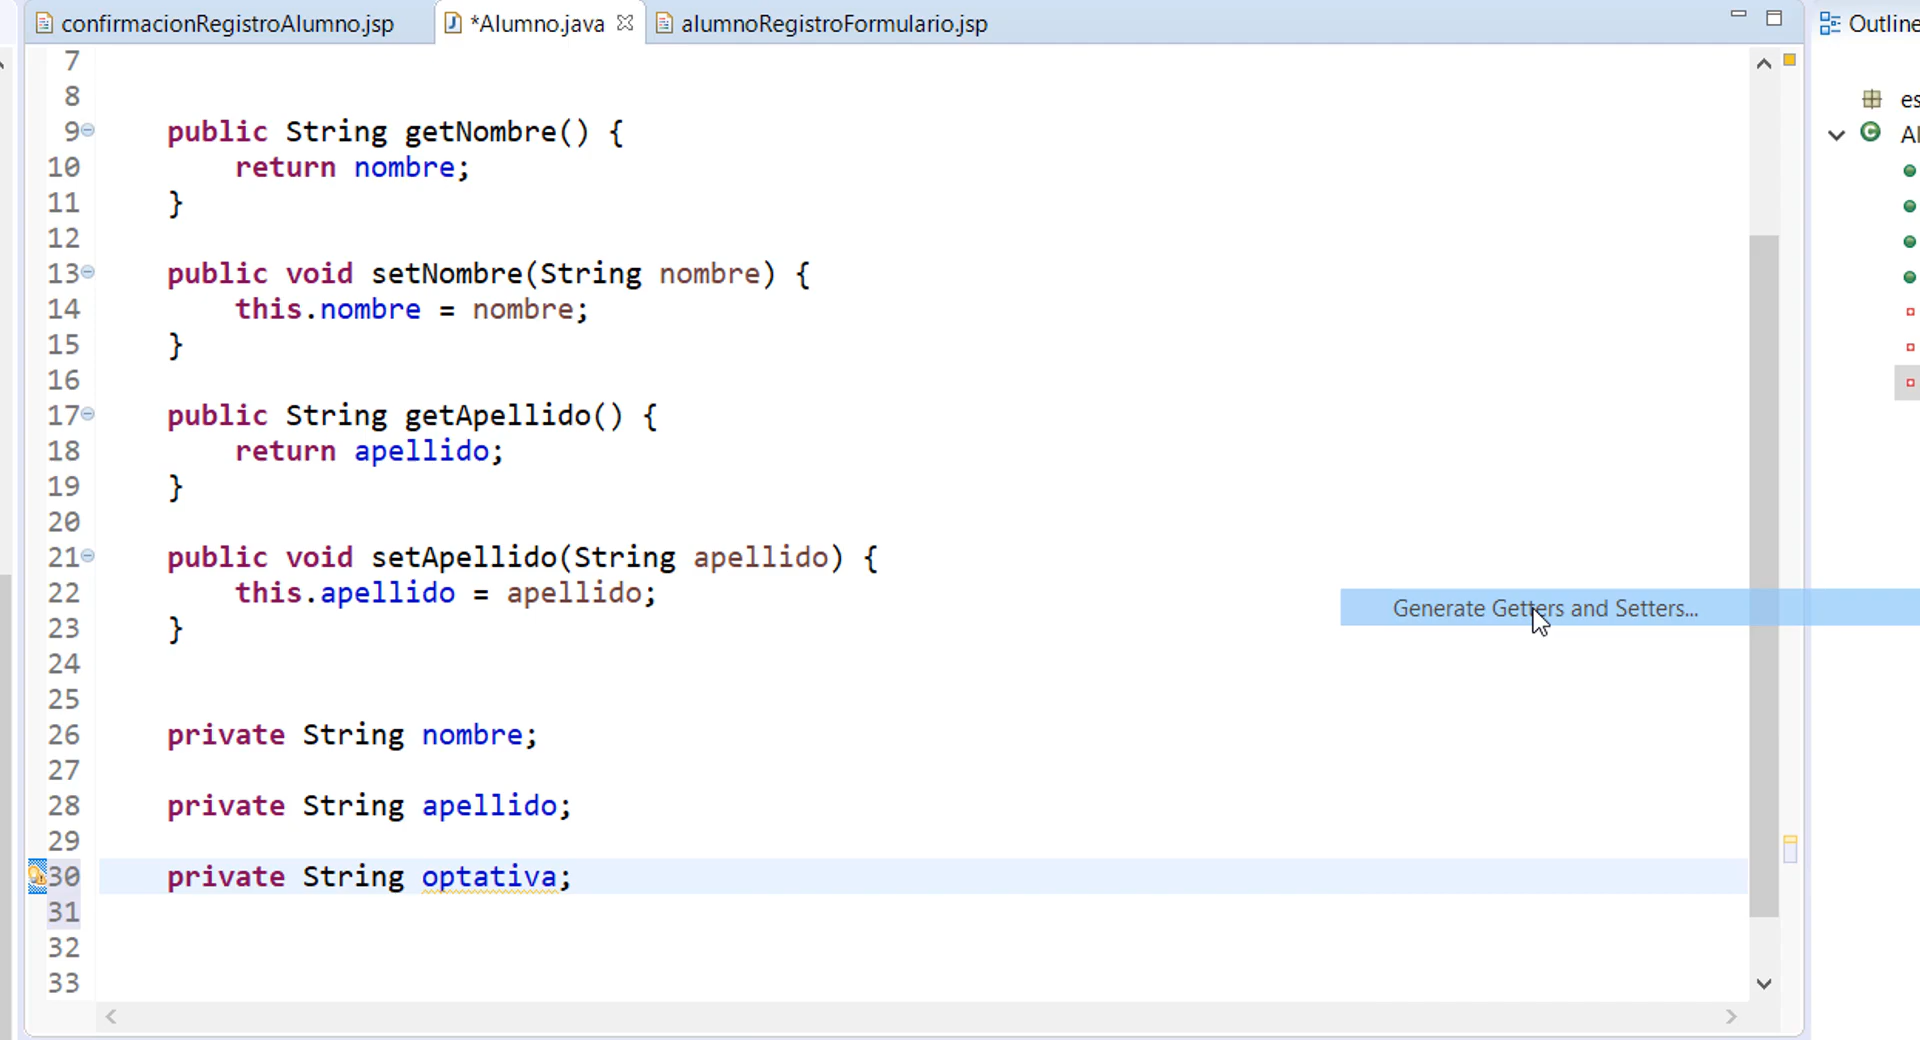 confirmacionRegistroAlumno.jsp *Alumno.java alumnoRegistroFormulario.jsp Outline
7
8
9 public String getNombre() {
10 return nombre;
11 }
12
13 public void setNombre(String nombre) {
14 this.nombre = nombre;
15 }
16
17 public String getApellido() {
18 return apellido;
19 }
20
21 public void setApellido(String apellido) {
22 this.apellido = apellido;
Generate Getters and Setters...
23 }
24
25
26 private String nombre;
27
28 private String apellido;
29
30 private String optativa;
31
32
33
es
Al